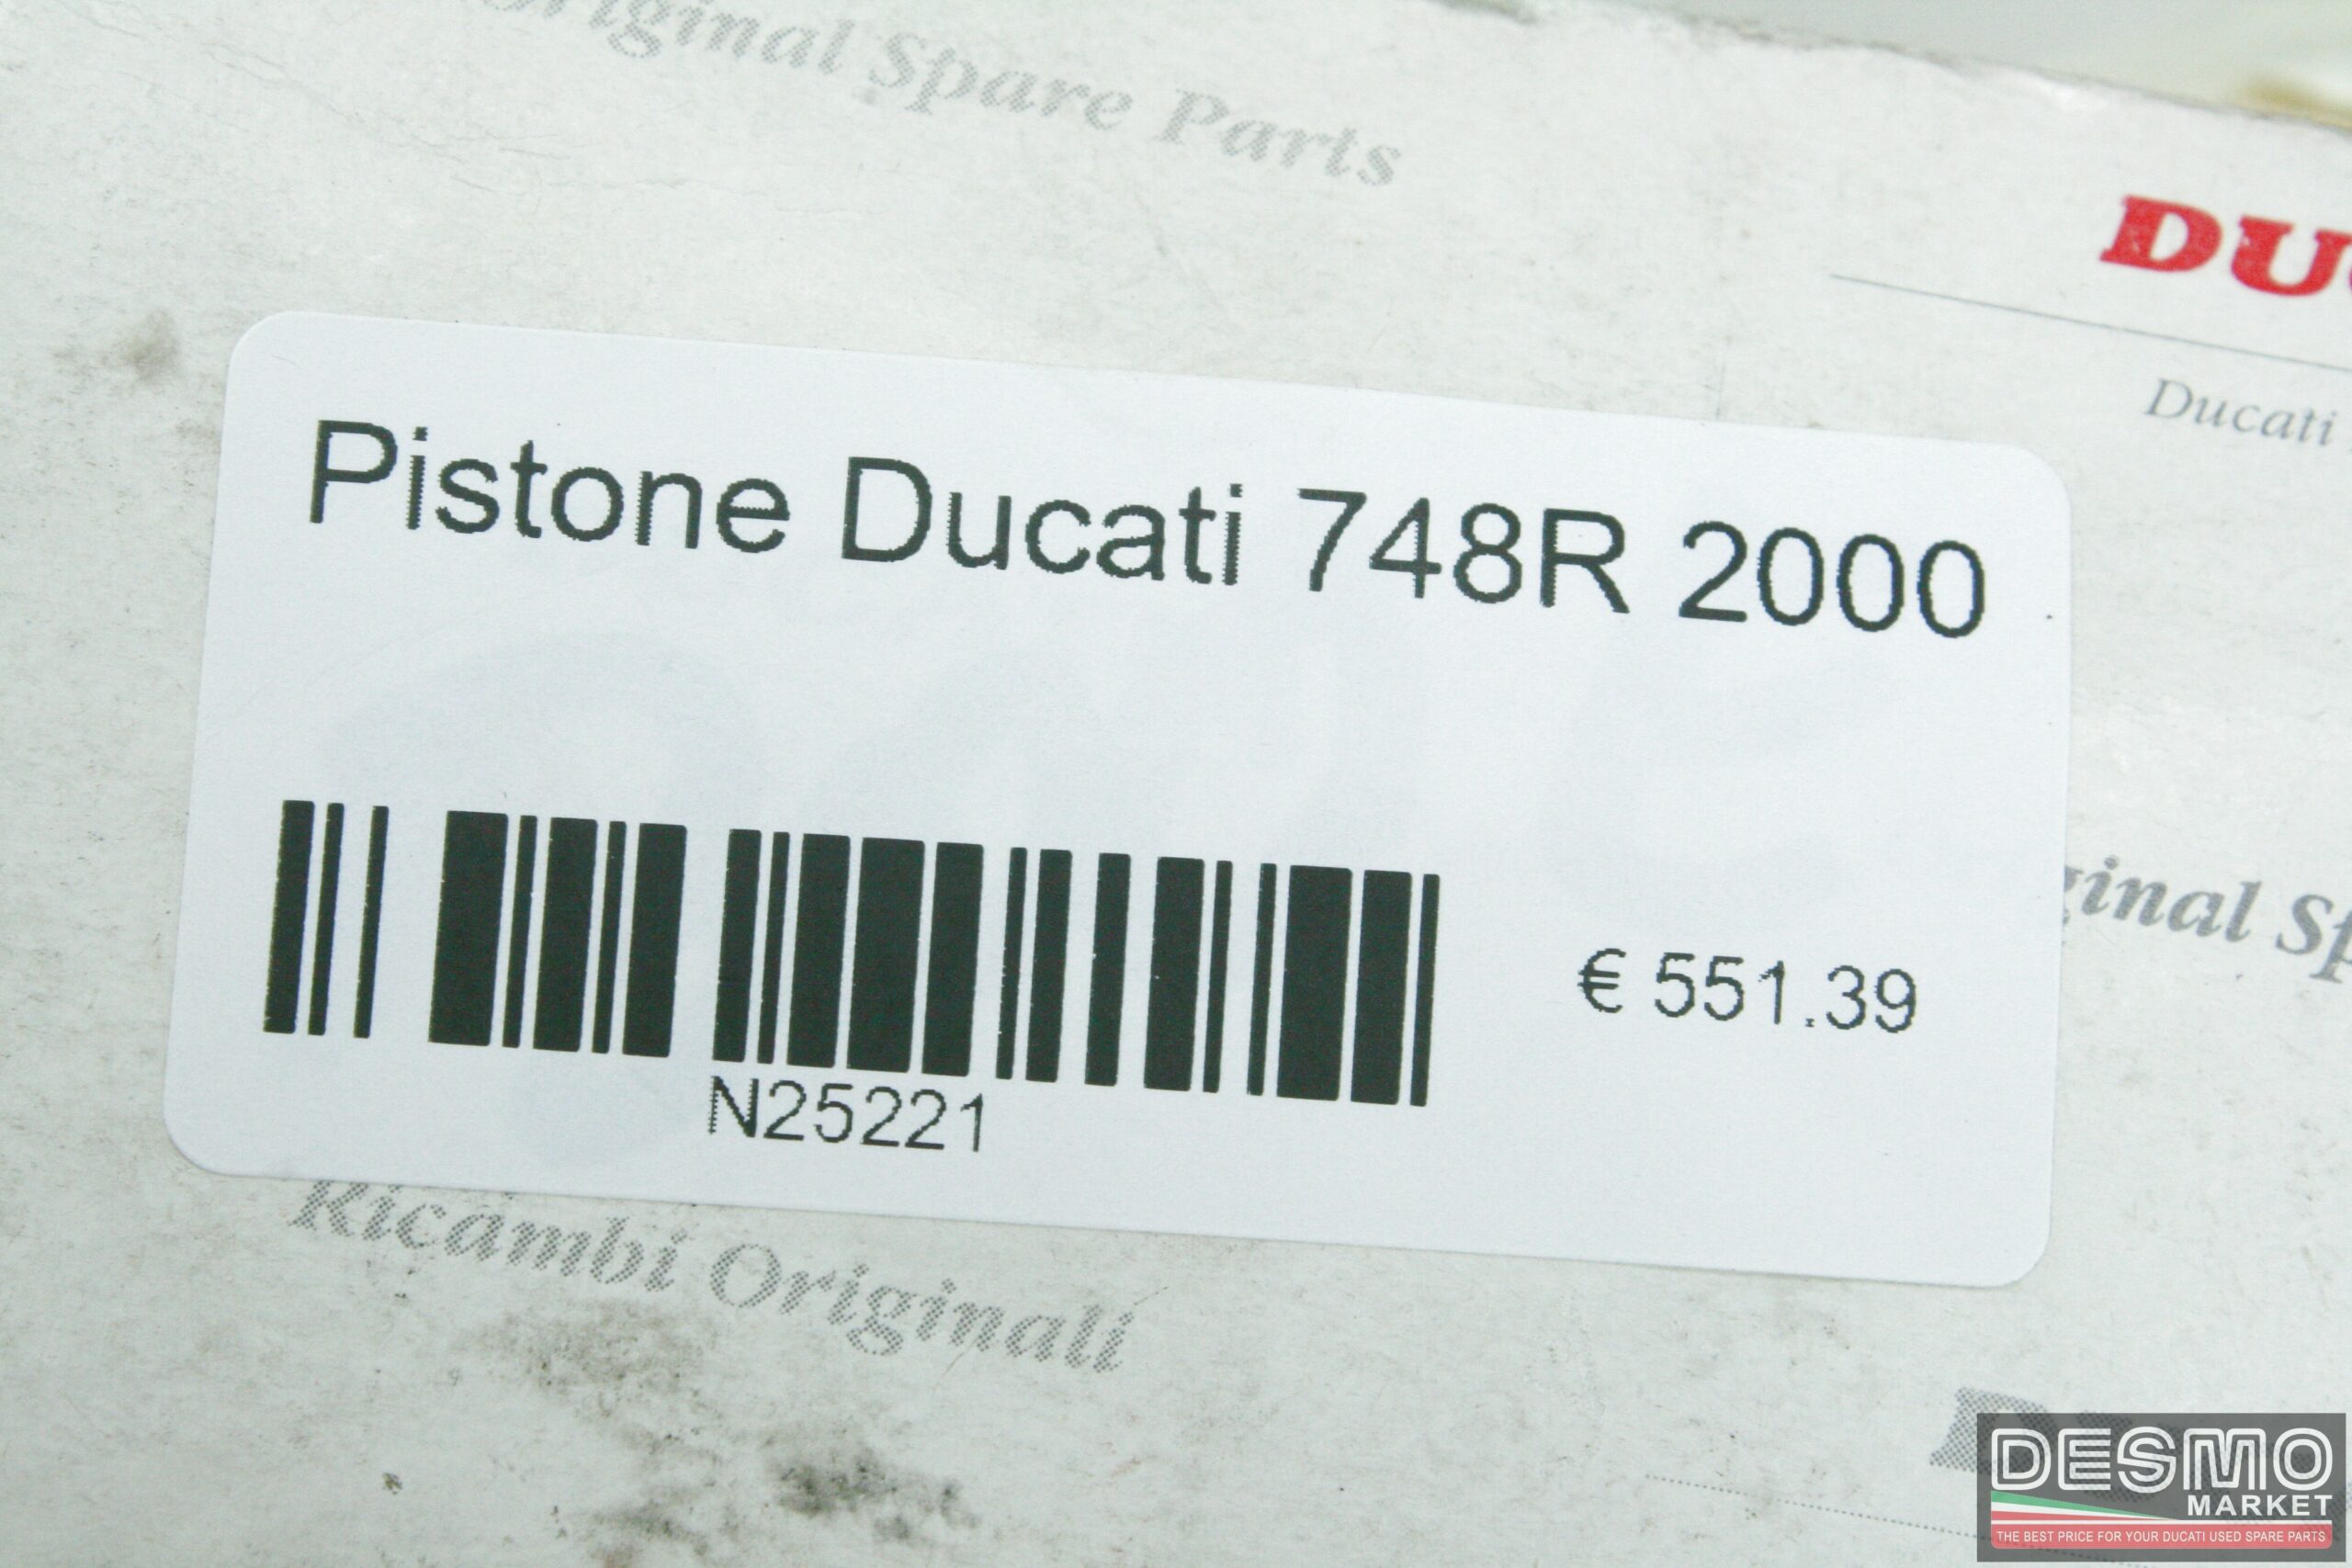 Original Spare Parts
DU
Ducati
Pistone Ducati 748R 2000
€ 551.39
N25221
ginal Sp
Ricambi Originali
DESMO
MARKET
THE BEST PRICE FOR YOUR DUCATI USED SPARE PARTS